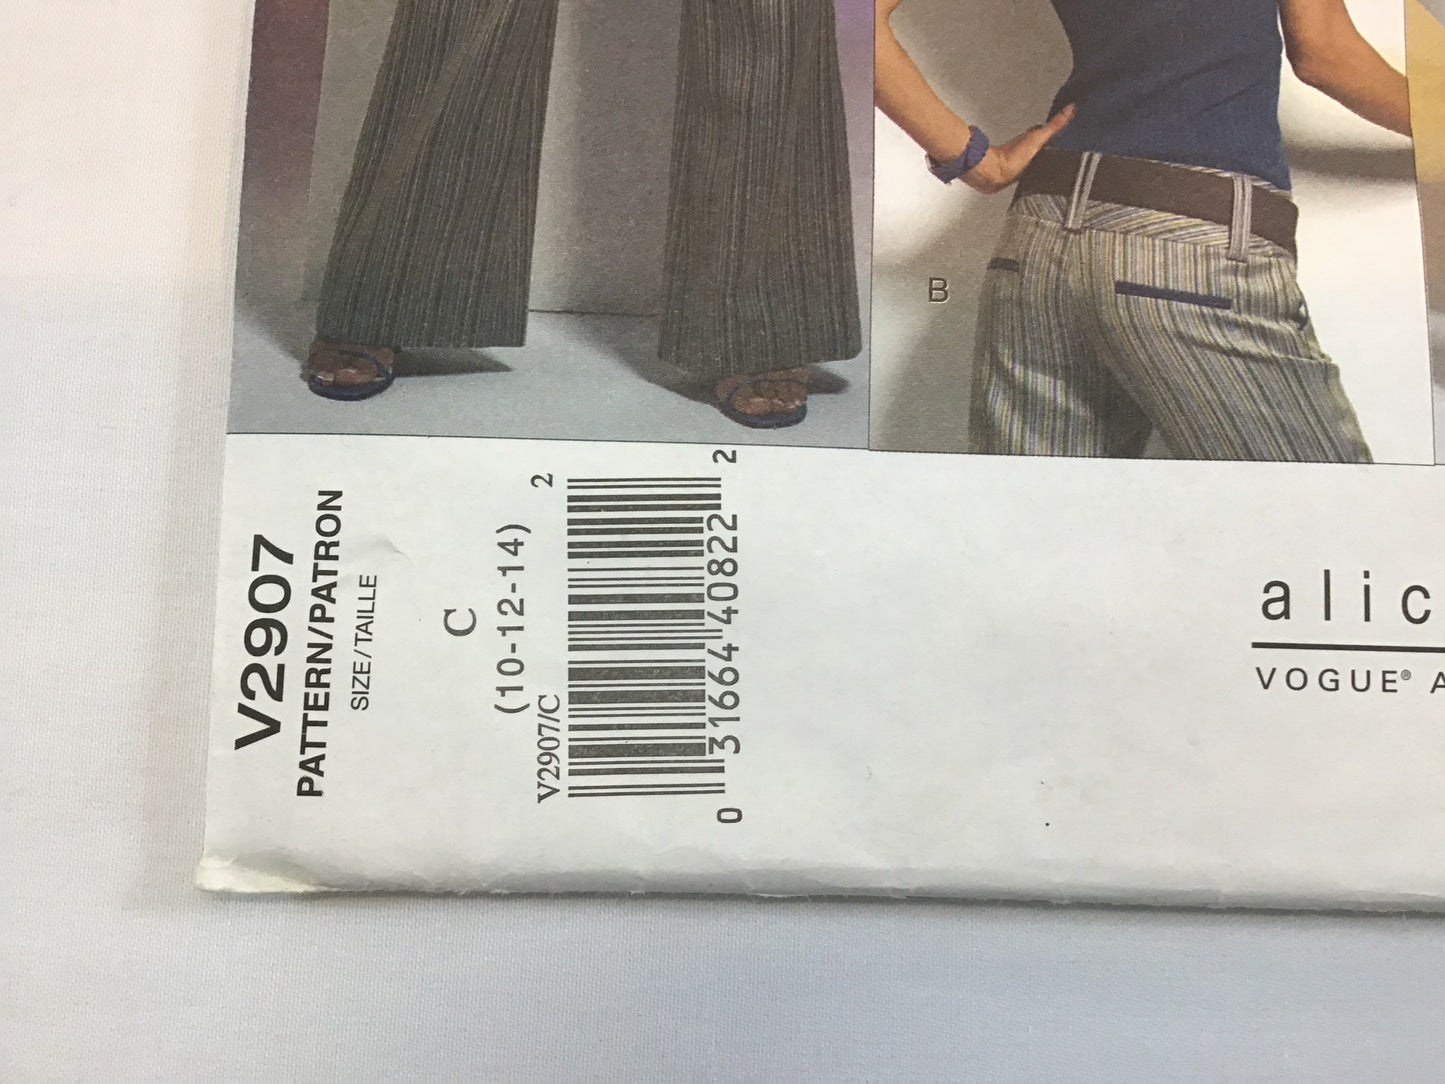 B
V2907
PATTERN/PATRON
SIZE/TAILLE
C
(10-12-14)
V2907/C
2
0 31664 40822 2
alic
VOGUE® A